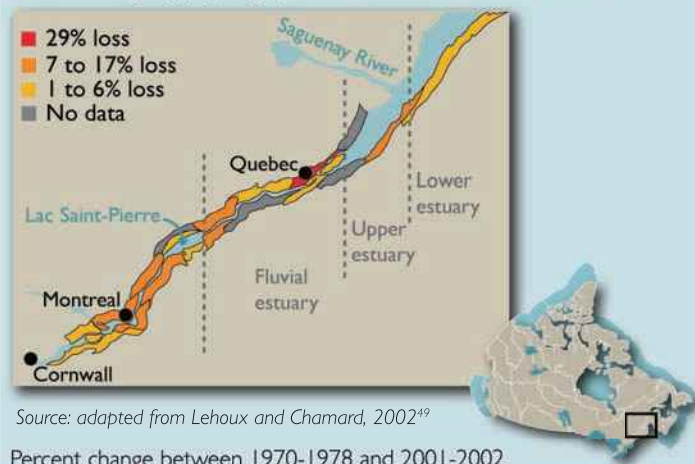 29% loss
7 to 17% loss
1 to 6% loss
No data
Saguenay River
Quebec
Lower
estuary
Lac Saint-Pierre
Upper
estuary
Fluvial
estuary
Montreal
Cornwall
Source: adapted from Lehoux and Chamard, 2002⁴⁹
Percent change between 1970-1978 and 2001-2002